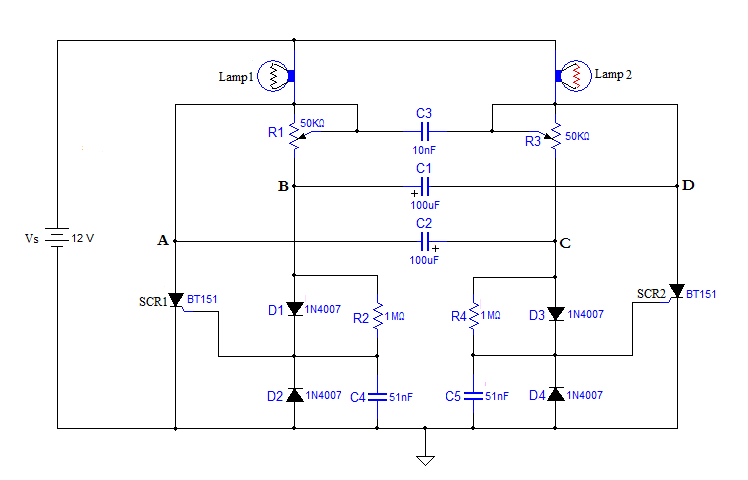 Lamp1
Lamp 2
C3
R1
50KΩ
R3
50KΩ
10nF
C1
B
+
D
100uF
C2
Vs
12 V
A
+
C
100uF
SCR1
BT151
SCR2
BT151
D1
1N4007
R2
1MΩ
R4
1MΩ
D3
1N4007
D2
1N4007
C4
51nF
C5
51nF
D4
1N4007